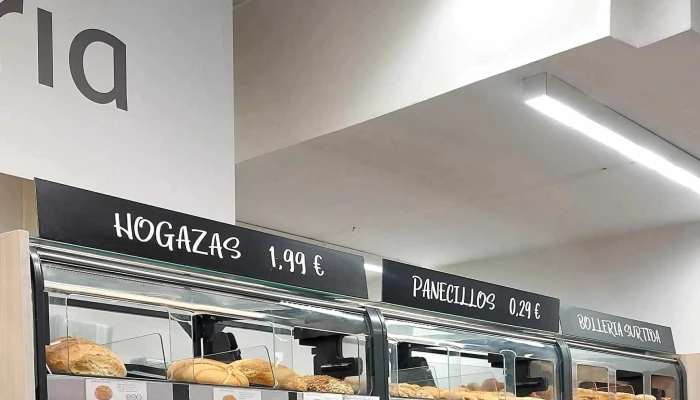 ría
HOGAZAS 1,99 €
PANECILLOS 0,29 €
BOLLERIA SURTIDA